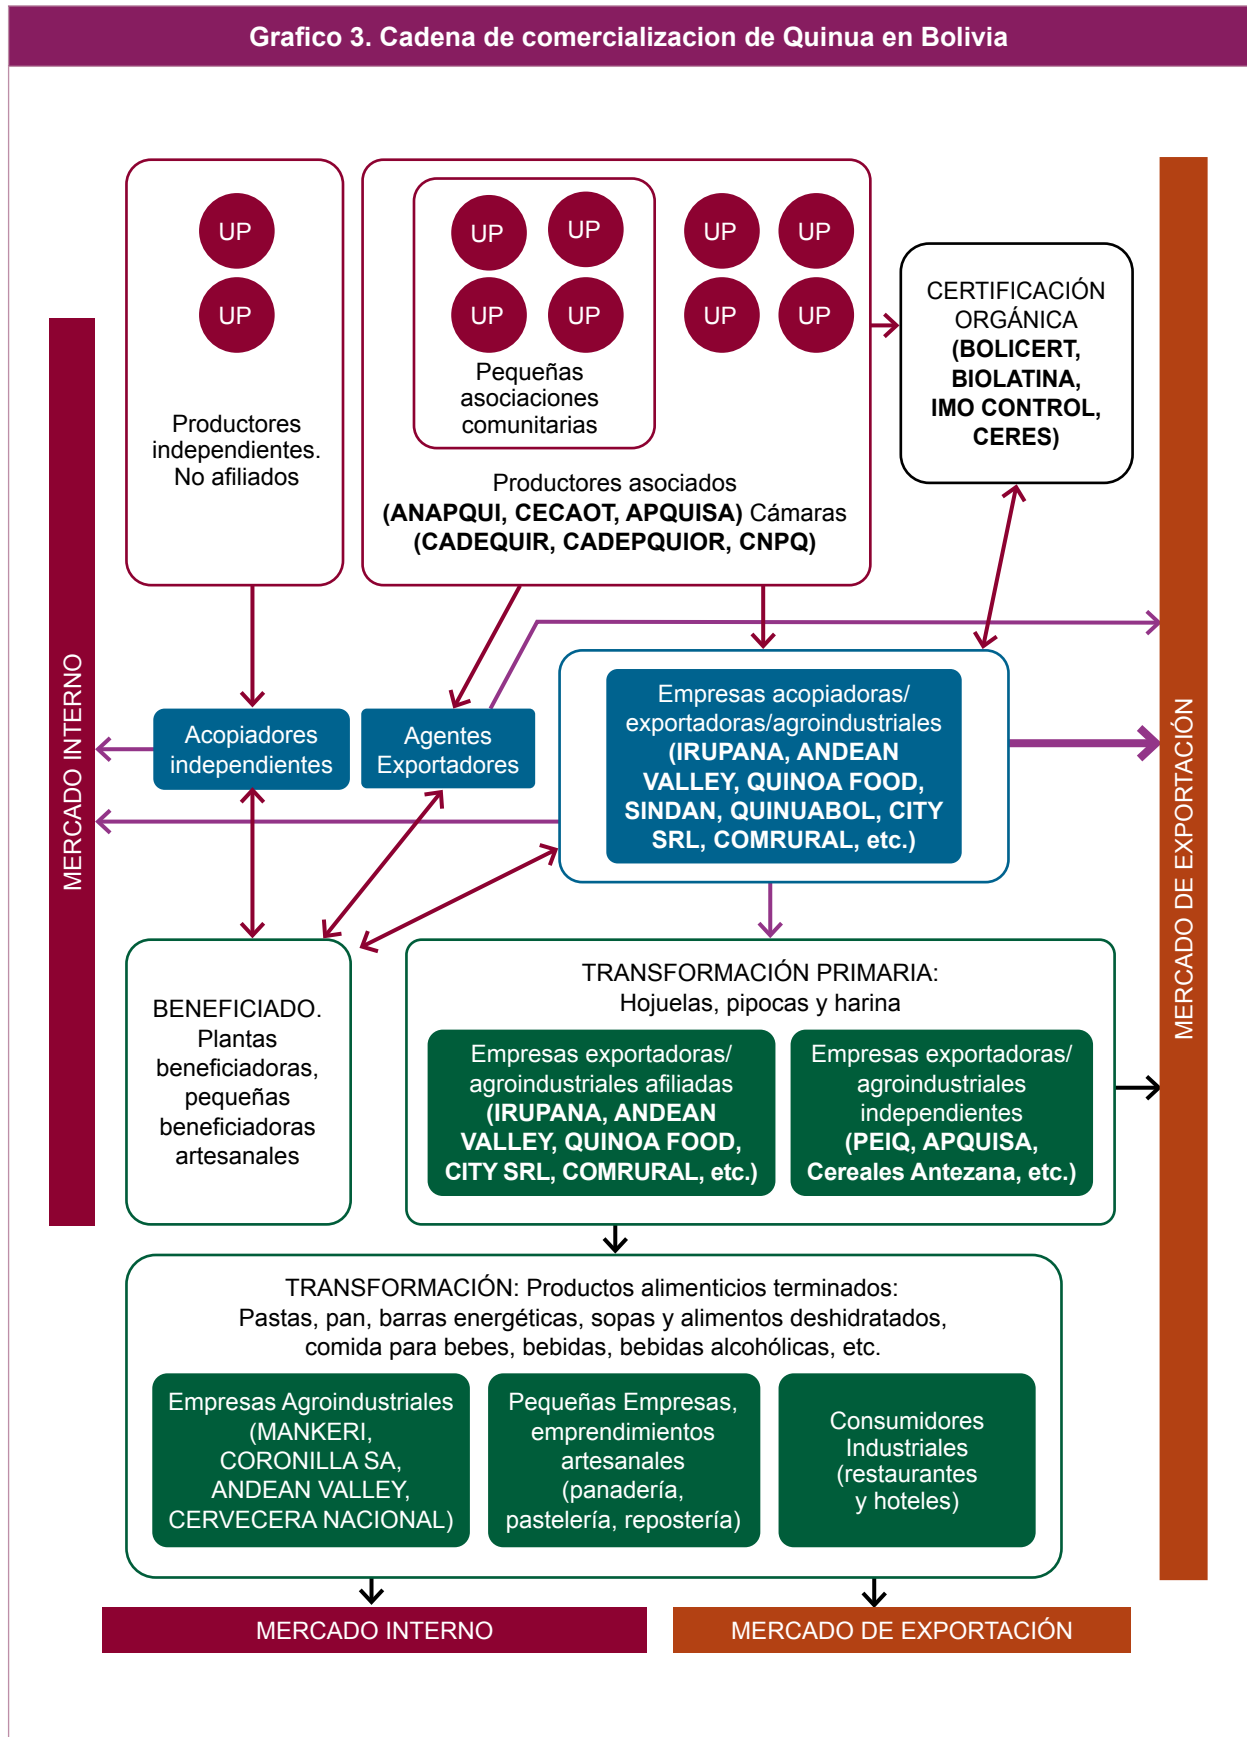 Grafico 3. Cadena de comercializacion de Quinua en Bolivia
UP
UP
Productores
independientes.
No afiliados
UP
UP
UP
UP
Pequeñas
asociaciones
comunitarias
UP
UP
UP
UP
Productores asociados
(ANAPQUI, CECAOT, APQUISA) Cámaras
(CADEQUIR, CADEPQUIOR, CNPQ)
CERTIFICACIÓN
ORGÁNICA
(BOLICERT,
BIOLATINA,
IMO CONTROL,
CERES)
MERCADO INTERNO
MERCADO DE EXPORTACIÓN
Acopiadores
independientes
Agentes
Exportadores
Empresas acopiadoras/
exportadoras/agroindustriales
(IRUPANA, ANDEAN
VALLEY, QUINOA FOOD,
SINDAN, QUINUABOL, CITY
SRL, COMRURAL, etc.)
BENEFICIADO.
Plantas
beneficiadoras,
pequeñas
beneficiadoras
artesanales
TRANSFORMACIÓN PRIMARIA:
Hojuelas, pipocas y harina
Empresas exportadoras/
agroindustriales afiliadas
(IRUPANA, ANDEAN
VALLEY, QUINOA FOOD,
CITY SRL, COMRURAL, etc.)
Empresas exportadoras/
agroindustriales
independientes
(PEIQ, APQUISA,
Cereales Antezana, etc.)
TRANSFORMACIÓN: Productos alimenticios terminados:
Pastas, pan, barras energéticas, sopas y alimentos deshidratados,
comida para bebes, bebidas, bebidas alcohólicas, etc.
Empresas Agroindustriales
(MANKERI,
CORONILLA SA,
ANDEAN VALLEY,
CERVECERA NACIONAL)
Pequeñas Empresas,
emprendimientos
artesanales
(panadería,
pastelería, repostería)
Consumidores
Industriales
(restaurantes
y hoteles)
MERCADO INTERNO
MERCADO DE EXPORTACIÓN